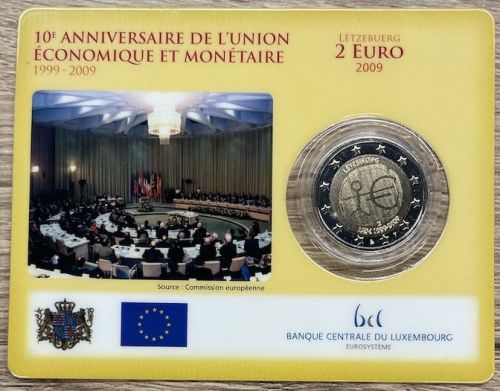 10E ANNIVERSAIRE DE L'UNION
ÉCONOMIQUE ET MONÉTAIRE
1999 - 2009
LËTZEBUERG
2 EURO
2009
LËTZEBUERG
€
1999-2009
Source : Commission européenne
bcl
BANQUE CENTRALE DU LUXEMBOURG
EUROSYSTÈME